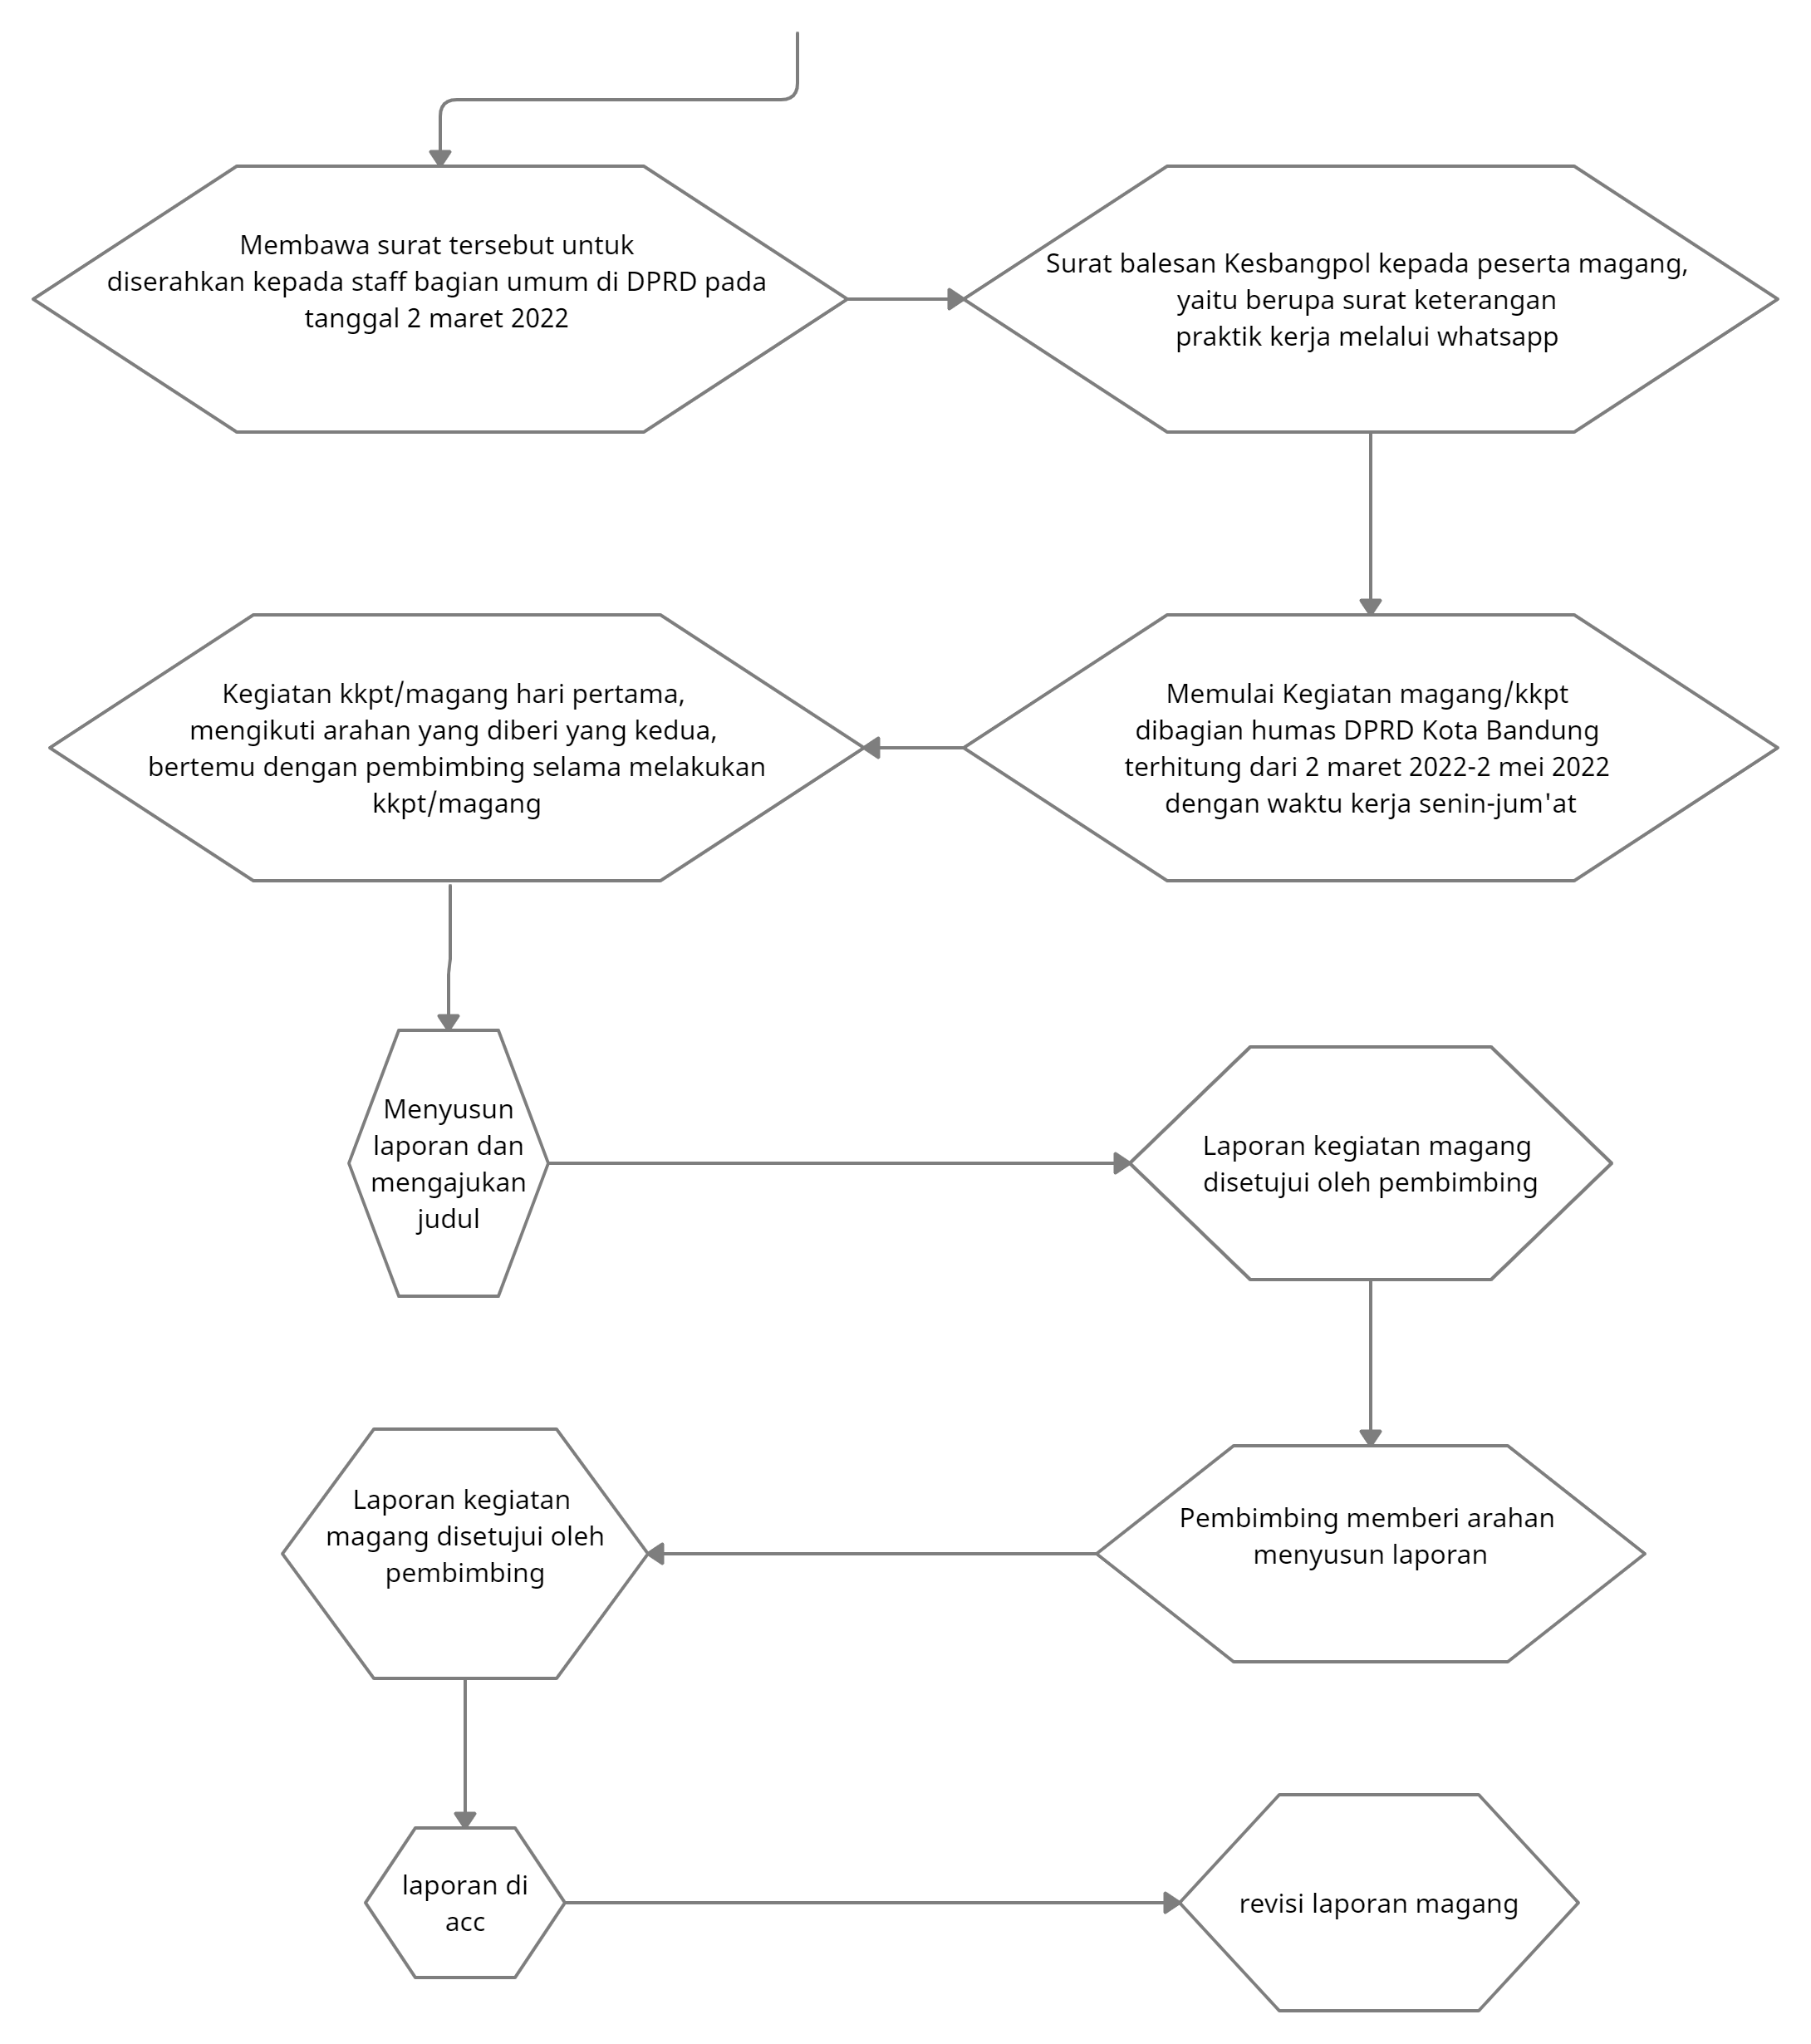 Membawa surat tersebut untuk
diserahkan kepada staff bagian umum di DPRD pada
tanggal 2 maret 2022
Surat balesan Kesbangpol kepada peserta magang,
yaitu berupa surat keterangan
praktik kerja melalui whatsapp
Memulai Kegiatan magang/kkpt
dibagian humas DPRD Kota Bandung
terhitung dari 2 maret 2022-2 mei 2022
dengan waktu kerja senin-jum'at
Kegiatan kkpt/magang hari pertama,
mengikuti arahan yang diberi yang kedua,
bertemu dengan pembimbing selama melakukan
kkpt/magang
Menyusun
laporan dan
mengajukan
judul
Laporan kegiatan magang
disetujui oleh pembimbing
Pembimbing memberi arahan
menyusun laporan
Laporan kegiatan
magang disetujui oleh
pembimbing
laporan di
acc
revisi laporan magang